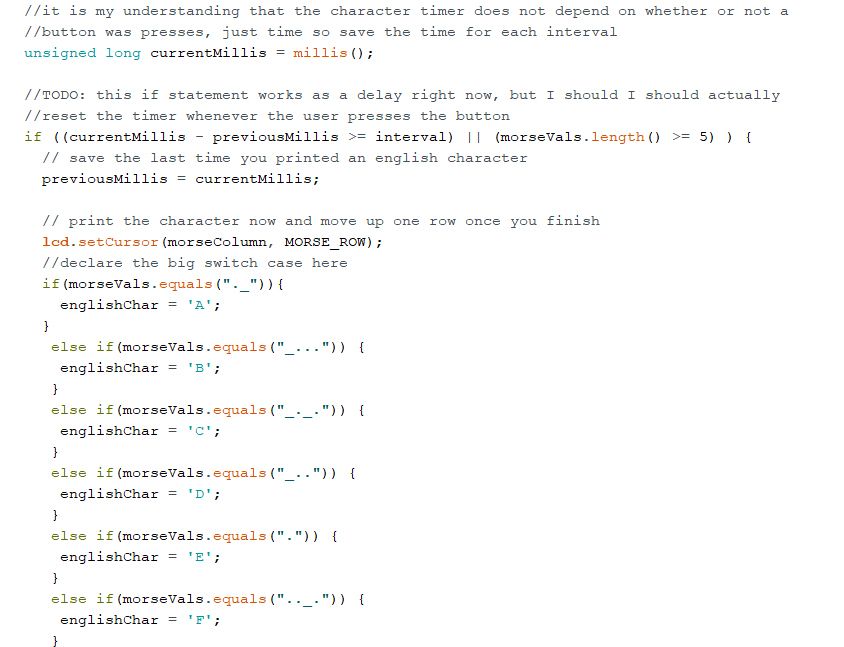 //it is my understanding that the character timer does not depend on whether or not a
//button was presses, just time so save the time for each interval
unsigned long currentMillis = millis();
//TODO: this if statement works as a delay right now, but I should I should actually
//reset the timer whenever the user presses the button
if ((currentMillis - previousMillis >= interval) || (morseVals.length() >= 5) ) {
// save the last time you printed an english character
previousMillis = currentMillis;
// print the character now and move up one row once you finish
lcd.setCursor(morseColumn, MORSE_ROW);
//declare the big switch case here
if(morseVals.equals("._")){
englishChar = 'A';
}
else if(morseVals.equals("_...")) {
englishChar = 'B';
}
else if(morseVals.equals("_._.")) {
englishChar = 'C';
}
else if(morseVals.equals("_..")) {
englishChar = 'D';
}
else if(morseVals.equals(".")) {
englishChar = 'E';
}
else if(morseVals.equals(".._.")) {
englishChar = 'F';
}